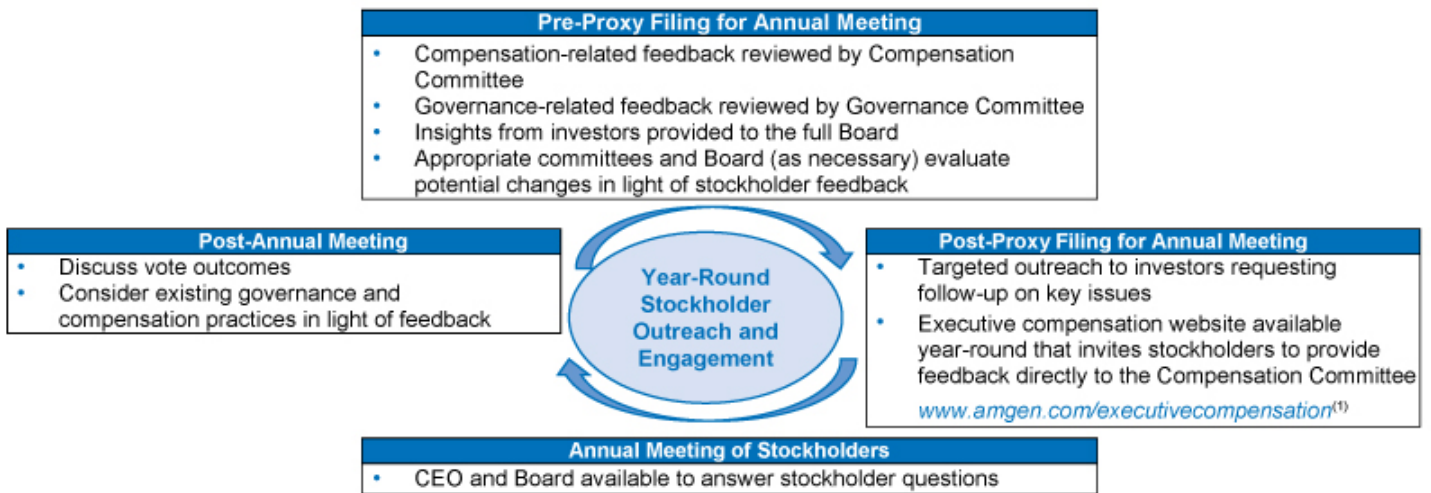 Pre-Proxy Filing for Annual Meeting
• Compensation-related feedback reviewed by Compensation
Committee
• Governance-related feedback reviewed by Governance Committee
• Insights from investors provided to the full Board
• Appropriate committees and Board (as necessary) evaluate
potential changes in light of stockholder feedback
Post-Annual Meeting
• Discuss vote outcomes
• Consider existing governance and
compensation practices in light of feedback
Year-Round
Stockholder
Outreach and
Engagement
Post-Proxy Filing for Annual Meeting
• Targeted outreach to investors requesting
follow-up on key issues
• Executive compensation website available
year-round that invites stockholders to provide
feedback directly to the Compensation Committee
www.amgen.com/executivecompensation(1)
Annual Meeting of Stockholders
• CEO and Board available to answer stockholder questions